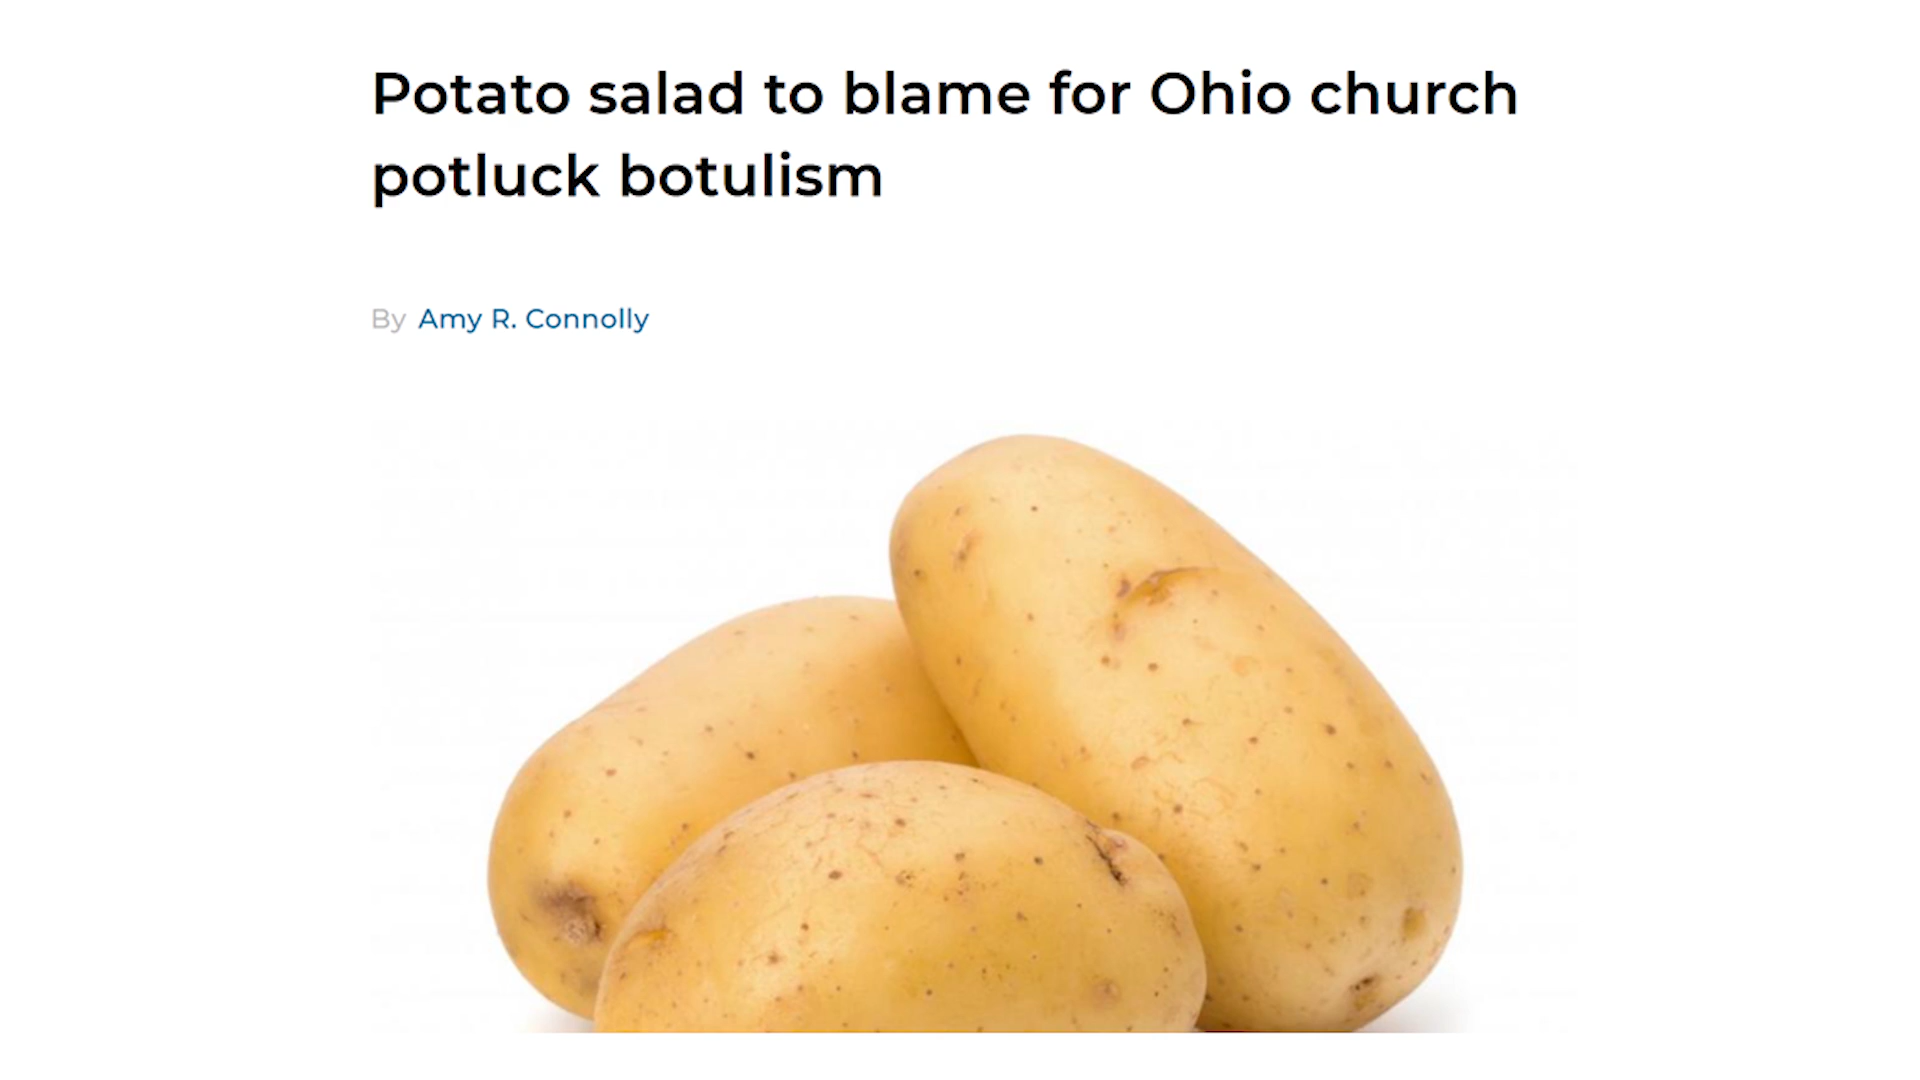 Potato salad to blame for Ohio church
potluck botulism
By Amy R. Connolly